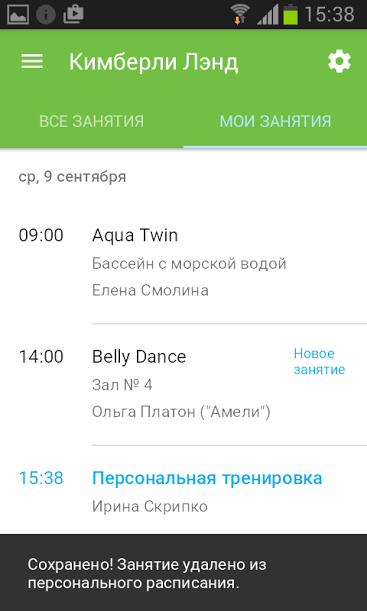 15:38
Кимберли Лэнд
ВСЕ ЗАНЯТИЯ
МОИ ЗАНЯТИЯ
ср, 9 сентября
09:00
Aqua Twin
Бассейн с морской водой
Елена Смолина
14:00
Belly Dance
Новое
занятие
Зал № 4
Ольга Платон ("Амели")
15:38
Персональная тренировка
Ирина Скрипко
Сохранено! Занятие удалено из
персонального расписания.